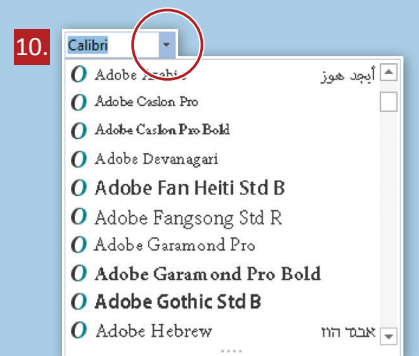 10.
Calibri
Adobe Arabic أبجد هوز
Adobe Caslon Pro
Adobe Caslon Pro Bold
Adobe Devanagari
Adobe Fan Heiti Std B
Adobe Fangsong Std R
Adobe Garamond Pro
Adobe Garamond Pro Bold
Adobe Gothic Std B
Adobe Hebrew אבגד הוז